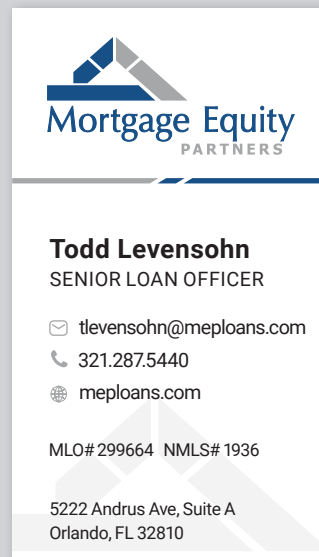 Mortgage Equity
PARTNERS
Todd Levensohn
SENIOR LOAN OFFICER
tlevensohn@meploans.com
321.287.5440
meploans.com
MLO# 299664 NMLS# 1936
5222 Andrus Ave, Suite A
Orlando, FL 32810